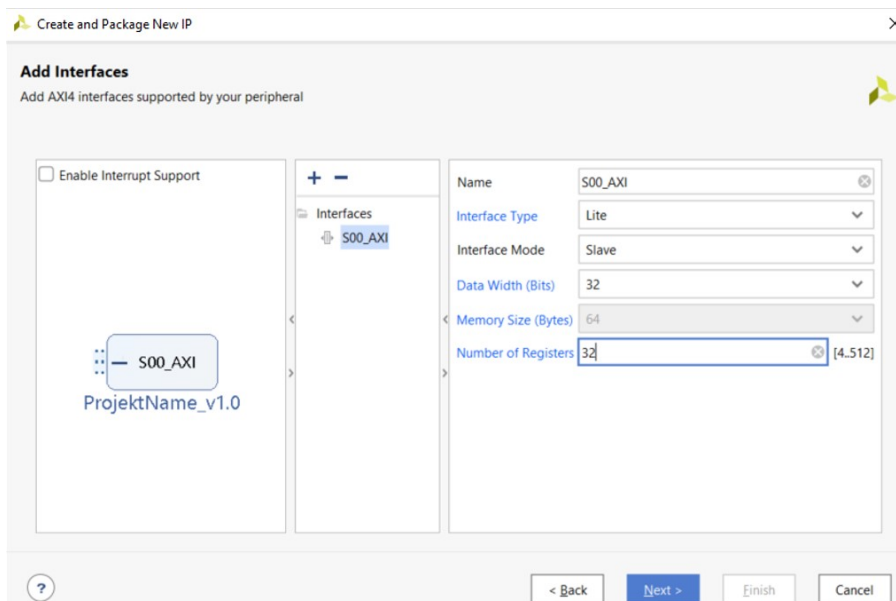 Create and Package New IP
Add Interfaces
Add AXI4 interfaces supported by your peripheral
Enable Interrupt Support
S00_AXI
ProjektName_v1.0
Interfaces
S00_AXI
Name S00_AXI
Interface Type Lite
Interface Mode Slave
Data Width (Bits) 32
Memory Size (Bytes) 64
Number of Registers 32 [4..512]
? < Back Next > Finish Cancel